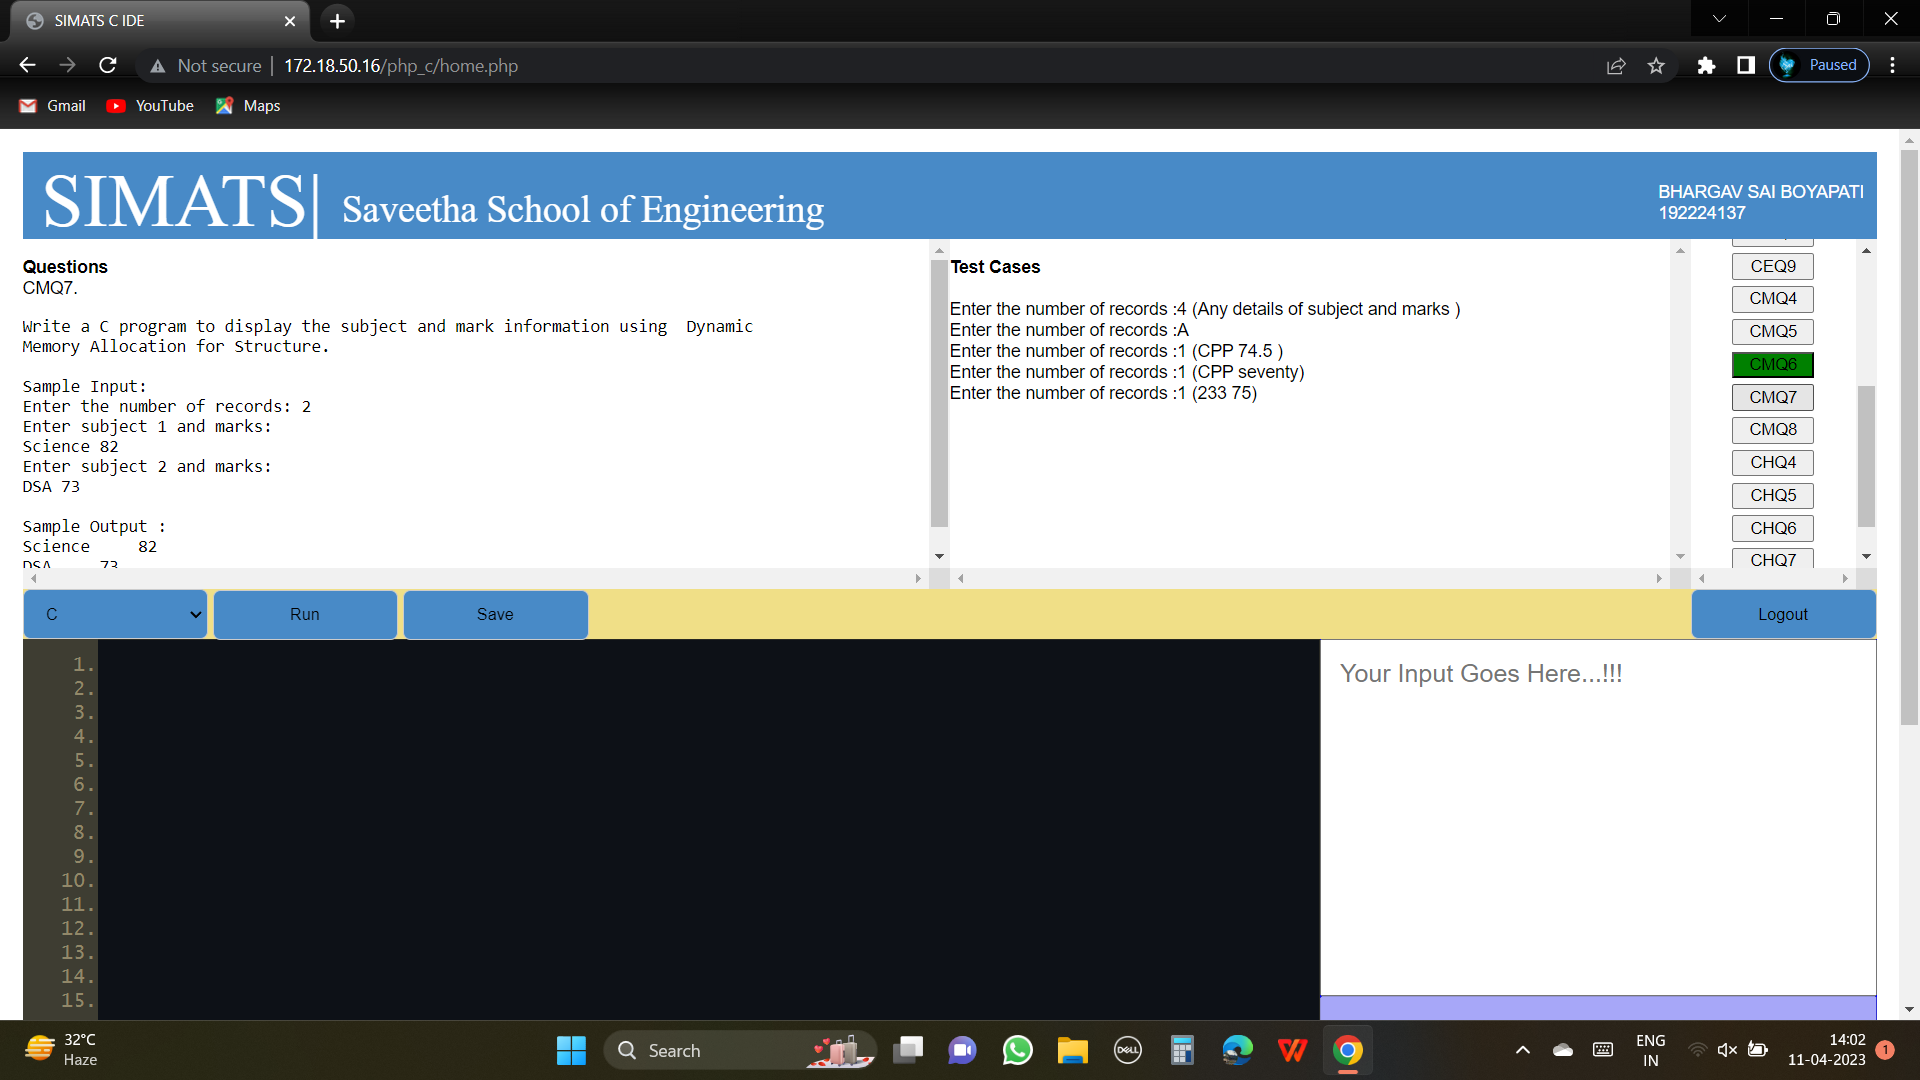 SIMATS C IDE
Not secure
172.18.50.16/php_c/home.php
Paused
Gmail
YouTube
Maps
SIMATS| Saveetha School of Engineering
BHARGAV SAI BOYAPATI
192224137
Questions
CMQ7.
Write a C program to display the subject and mark information using  Dynamic
Memory Allocation for Structure.
Sample Input:
Enter the number of records: 2
Enter subject 1 and marks:
Science 82
Enter subject 2 and marks:
DSA 73
Sample Output :
Science     82
DSA     73
Test Cases
Enter the number of records :4 (Any details of subject and marks )
Enter the number of records :A
Enter the number of records :1 (CPP 74.5 )
Enter the number of records :1 (CPP seventy)
Enter the number of records :1 (233 75)
CEQ9
CMQ4
CMQ5
CMQ6
CMQ7
CMQ8
CHQ4
CHQ5
CHQ6
CHQ7
C
Run
Save
Logout
1.
2.
3.
4.
5.
6.
7.
8.
9.
10.
11.
12.
13.
14.
15.
Your Input Goes Here...!!!
32°C
Haze
Search
DELL
ENG
IN
14:02
11-04-2023
1